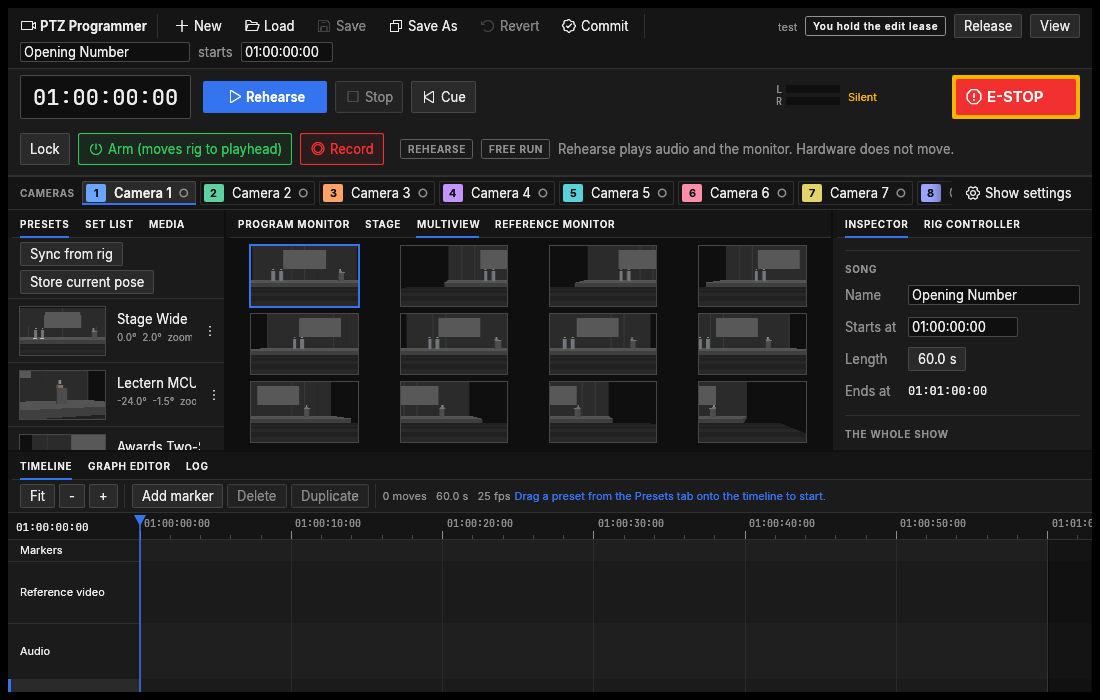 PTZ Programmer New Load Save Save As Revert Commit test You hold the edit lease Release View
Opening Number starts 01:00:00:00
01:00:00:00 Rehearse Stop Cue L R Silent E-STOP
Lock Arm (moves rig to playhead) Record REHEARSE FREE RUN Rehearse plays audio and the monitor. Hardware does not move.
CAMERAS 1 Camera 1 2 Camera 2 3 Camera 3 4 Camera 4 5 Camera 5 6 Camera 6 7 Camera 7 8 Show settings
PRESETS SET LIST MEDIA
Sync from rig
Store current pose
Stage Wide
0.0° 2.0° zoom
Lectern MCU
-24.0° -1.5° zoo
Awards Two-S
PROGRAM MONITOR STAGE MULTIVIEW REFERENCE MONITOR
INSPECTOR RIG CONTROLLER
SONG
Name Opening Number
Starts at 01:00:00:00
Length 60.0 s
Ends at 01:01:00:00
THE WHOLE SHOW
TIMELINE GRAPH EDITOR LOG
Fit - + Add marker Delete Duplicate 0 moves 60.0 s 25 fps Drag a preset from the Presets tab onto the timeline to start.
01:00:00:00 01:00:00:00 01:00:10:00 01:00:20:00 01:00:30:00 01:00:40:00 01:00:50:00 01:01:0
Markers
Reference video
Audio